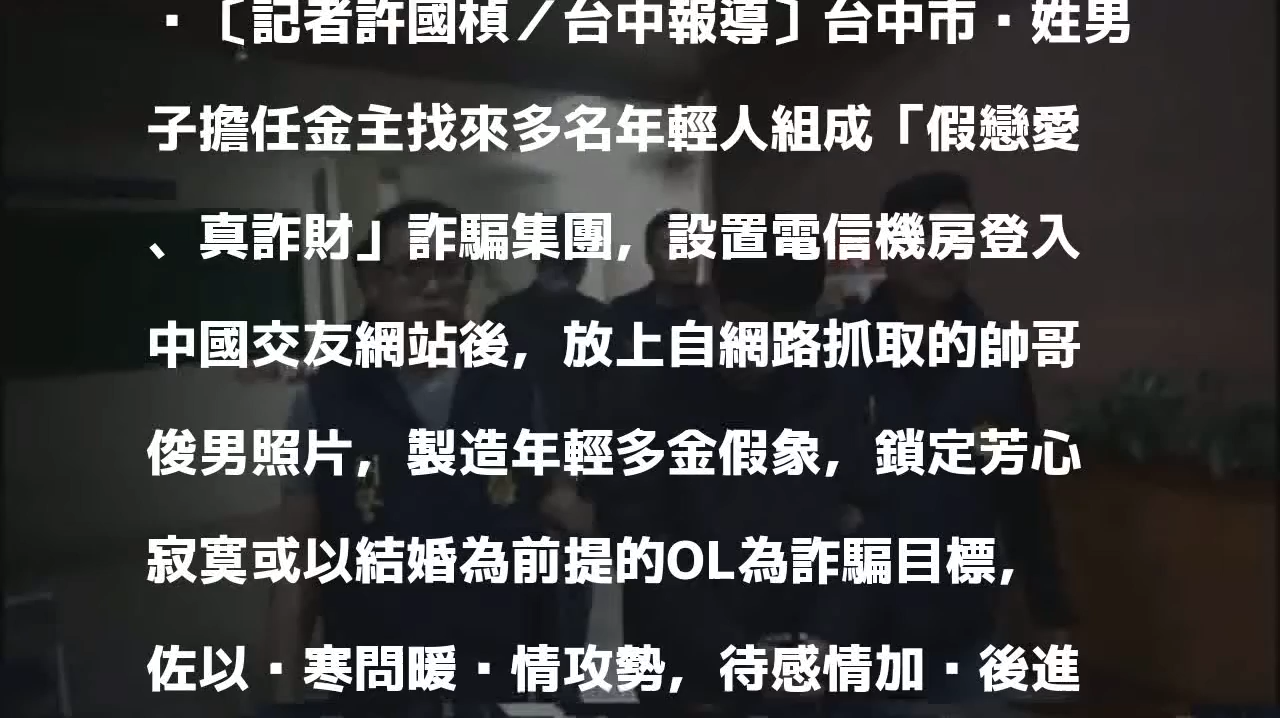 ·〔記者許國楨／台中報導〕台中市·姓男
子擔任金主找來多名年輕人組成「假戀愛
、真詐財」詐騙集團，設置電信機房登入
中國交友網站後，放上自網路抓取的帥哥
俊男照片，製造年輕多金假象，鎖定芳心
寂寞或以結婚為前提的OL為詐騙目標，
佐以·寒問暖·情攻勢，待感情加·後進